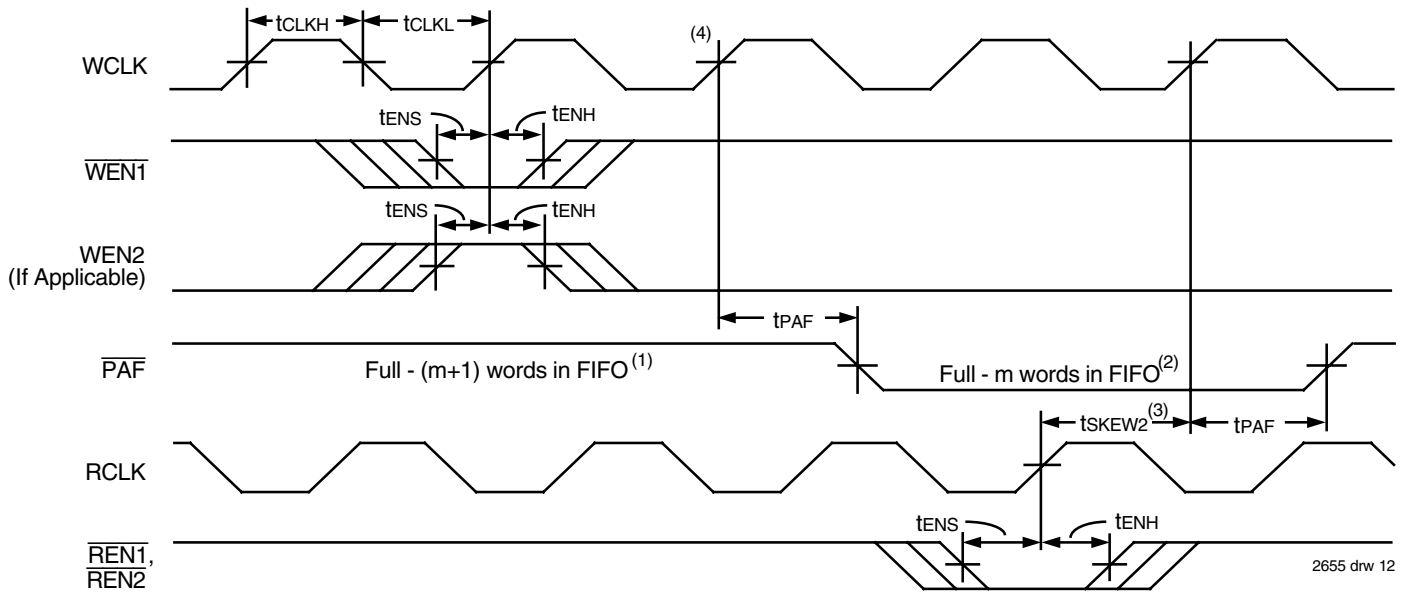 tCLKH tCLKL
(4)
WCLK
tENS tENH
WEN1
tENS tENH
WEN2
(If Applicable)
tPAF
PAF Full - (m+1) words in FIFO(1) Full - m words in FIFO(2)
tSKEW2(3) tPAF
RCLK
tENS tENH
REN1,
REN2
2655 drw 12